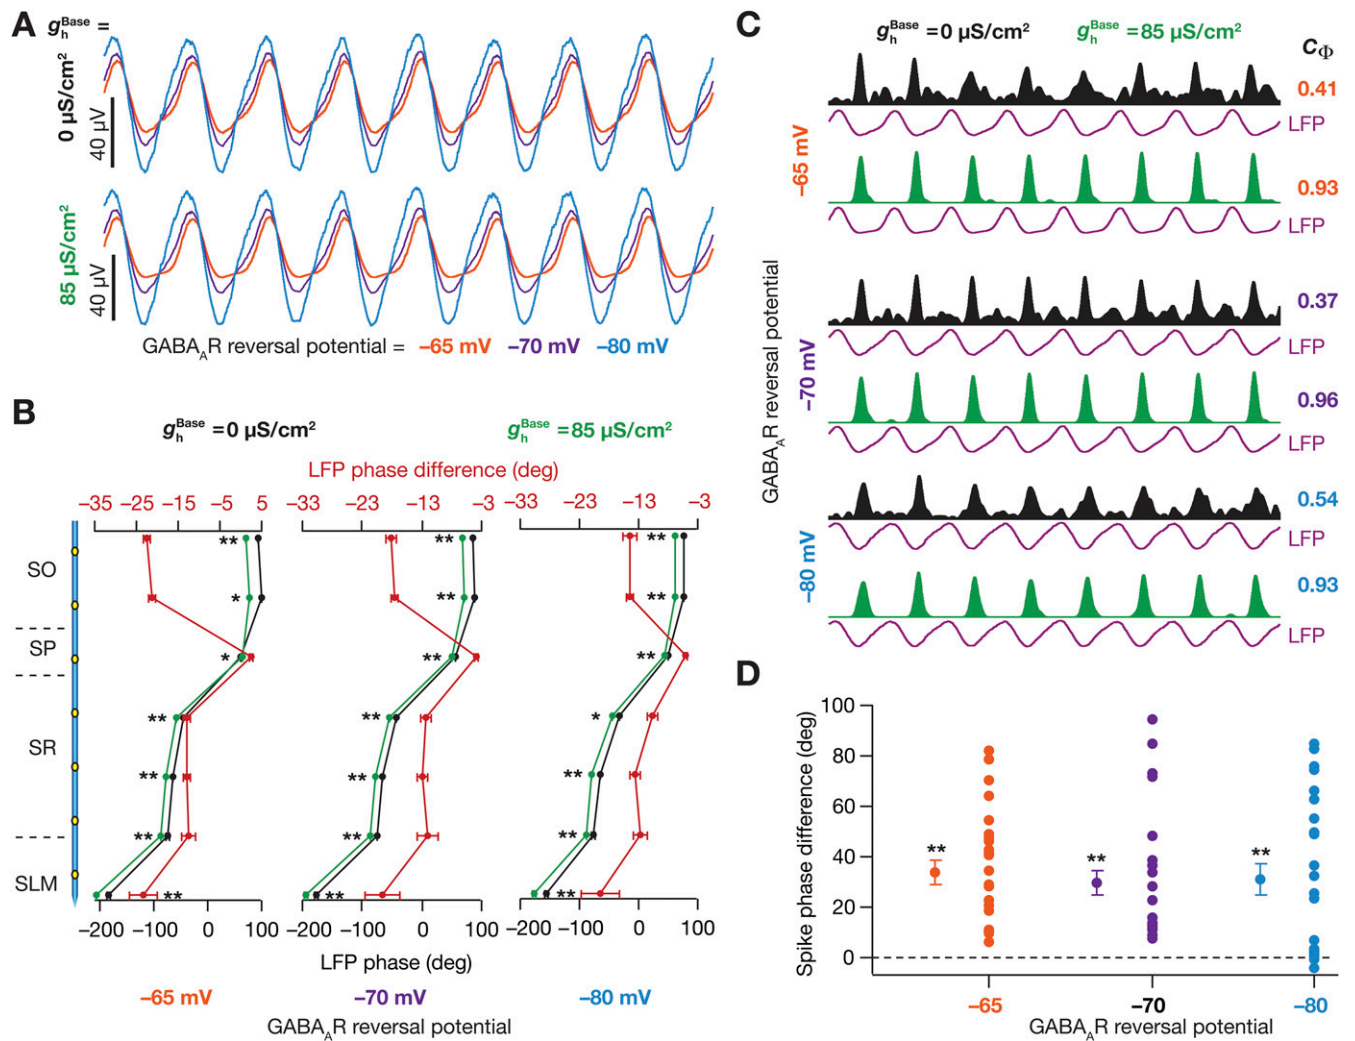 A
g_h^Base =
0 µS/cm²
40 µV
85 µS/cm²
40 µV
GABA_AR reversal potential = –65 mV –70 mV –80 mV
B
g_h^Base = 0 µS/cm² g_h^Base = 85 µS/cm²
LFP phase difference (deg)
–35 –25 –15 –5 5 –33 –23 –13 –3 –33 –23 –13 –3
SO
SP
SR
SLM
** ** **
* ** **
* ** **
** ** *
** ** **
** ** **
** ** **
–200 –100 0 100 –200 –100 0 100 –200 –100 0 100
LFP phase (deg)
–65 mV –70 mV –80 mV
GABA_AR reversal potential
C
g_h^Base = 0 µS/cm² g_h^Base = 85 µS/cm²
C_Φ
GABA_AR reversal potential
–65 mV
0.41
LFP
0.93
LFP
–70 mV
0.37
LFP
0.96
LFP
–80 mV
0.54
LFP
0.93
LFP
D
Spike phase difference (deg)
100
80
60
40
20
0
** ** **
–65 –70 –80
GABA_AR reversal potential